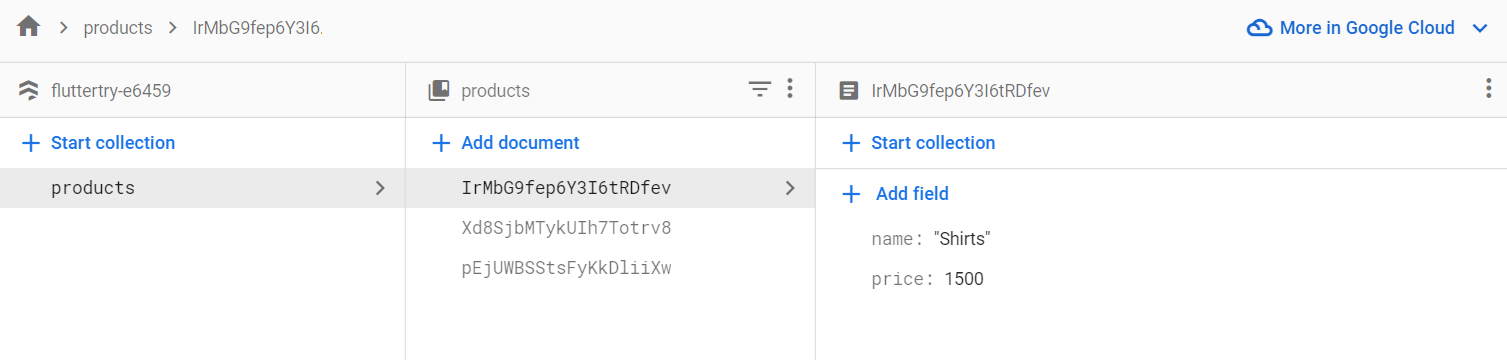 products
IrMbG9fep6Y3I6.
More in Google Cloud
fluttertry-e6459
products
IrMbG9fep6Y3I6tRDfev
Start collection
Add document
Start collection
products
IrMbG9fep6Y3I6tRDfev
Add field
Xd8SjbMTykUIh7Totrv8
name: "Shirts"
pEjUWBSStsFyKkDliiXw
price: 1500